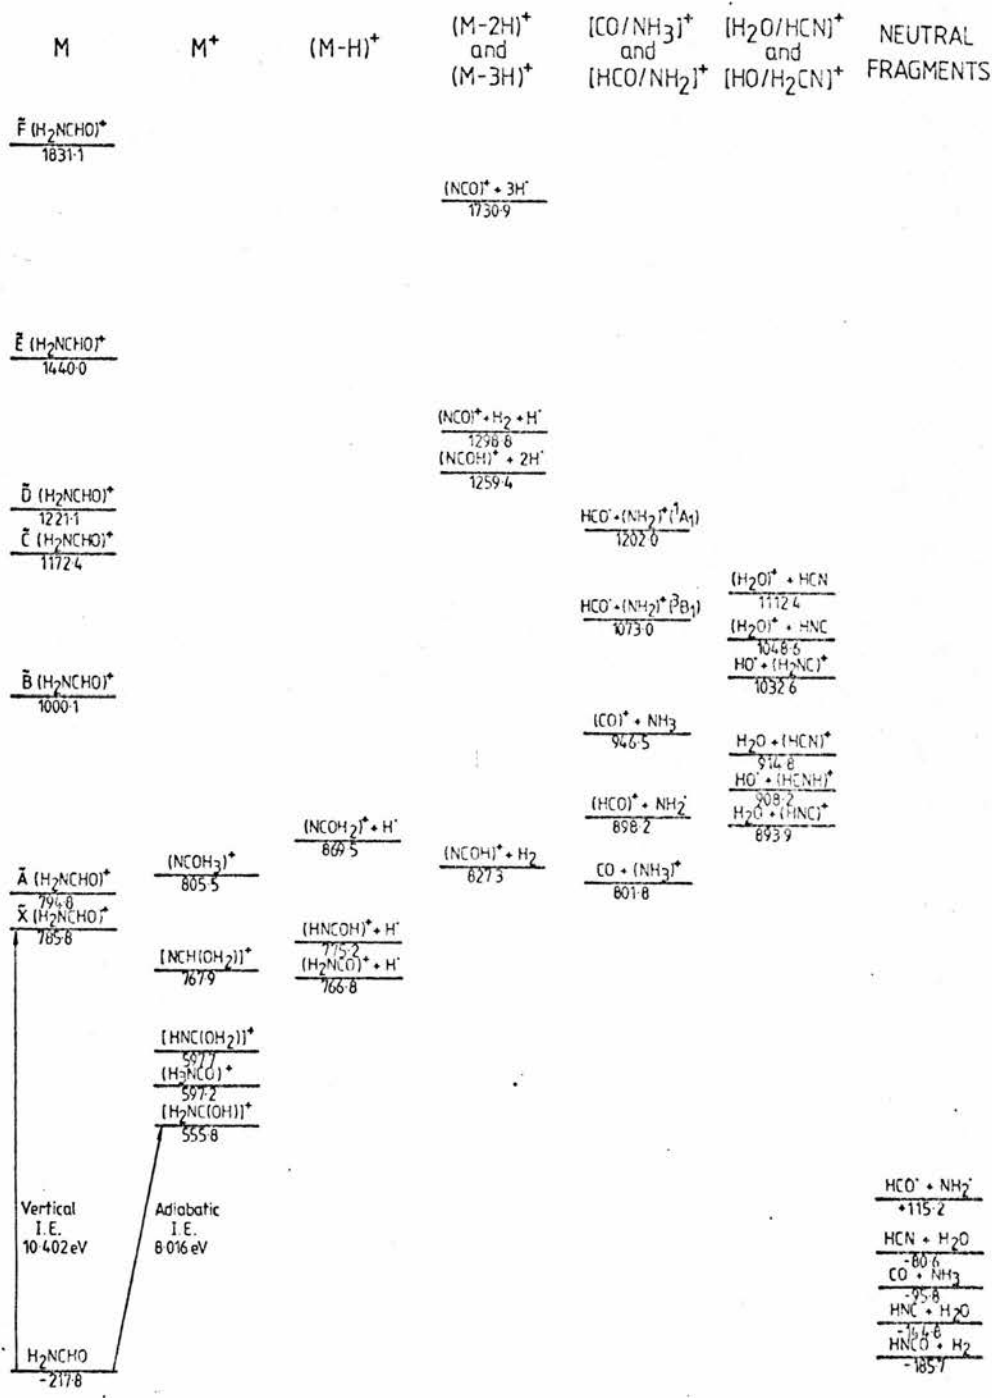 M
M⁺
(M-H)⁺
(M-2H)⁺
and
(M-3H)⁺
[CO/NH₃]⁺
and
[HCO/NH₂]⁺
[H₂O/HCN]⁺
and
[HO/H₂CN]⁺
NEUTRAL
FRAGMENTS
F̃ (H₂NCHO)⁺
1831·1
Ẽ (H₂NCHO)⁺
1440·0
D̃ (H₂NCHO)⁺
1221·1
C̃ (H₂NCHO)⁺
1172·4
B̃ (H₂NCHO)⁺
1000·1
Ã (H₂NCHO)⁺
794·8
X̃ (H₂NCHO)⁺
785·8
Vertical
I.E.
10·402 eV
H₂NCHO
-217·8
(NCOH₃)⁺
805·5
[NCH(OH₂)]⁺
767·9
[HNC(OH₂)]⁺
597·7
(H₃NCO)⁺
597·2
[H₂NC(OH)]⁺
555·8
Adiabatic
I.E.
8·016 eV
(NCOH₂)⁺ + H·
869·5
(HNCOH)⁺ + H·
775·2
(H₂NCO)⁺ + H·
766·8
(NCO)⁺ + 3H·
1730·9
(NCO)⁺ + H₂ + H·
1298·8
(NCOH)⁺ + 2H·
1259·4
(NCOH)⁺ + H₂
827·3
HCO· + (NH₂)⁺(¹A₁)
1202·0
HCO· + (NH₂)⁺(³B₁)
1073·0
(CO)⁺ + NH₃
946·5
(HCO)⁺ + NH₂·
898·2
CO + (NH₃)⁺
801·8
(H₂O)⁺ + HCN
1112·4
(H₂O)⁺ + HNC
1048·6
HO· + (H₂NC)⁺
1032·6
H₂O + (HCN)⁺
914·8
HO· + (HCNH)⁺
908·2
H₂O + (HNC)⁺
893·9
HCO· + NH₂·
+115·2
HCN + H₂O
-80·6
CO + NH₃
-95·8
HNC + H₂O
-144·8
HNCO + H₂
-185·7